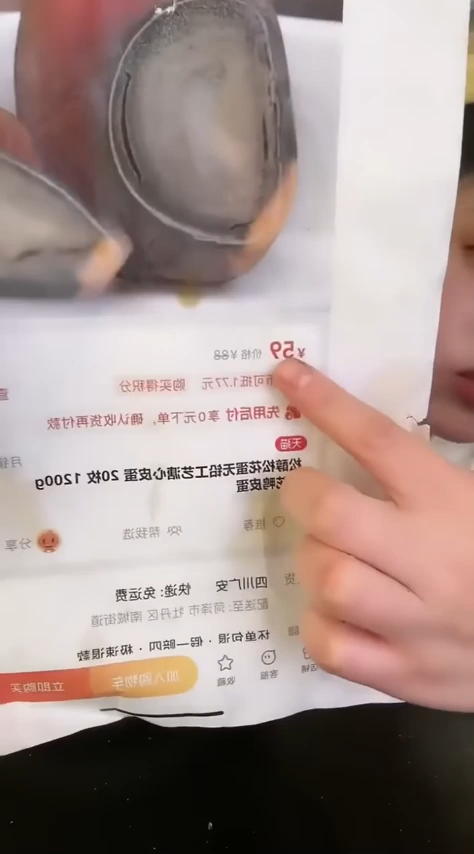 ¥59 价格¥88
币可抵1.77元 购买得积分
先用后付 享0元下单，确认收货再付款
天猫
松醇松花蛋无铅工艺溏心皮蛋 20枚 1200g
鸭皮蛋
月销
推荐 帮我选 分享
四川广安 快递: 免运费
配送至: 菏泽市 牡丹区 南城街道
坏单包退 · 假一赔四 · 极速退款
店铺 客服 收藏 加入购物车 立即购买